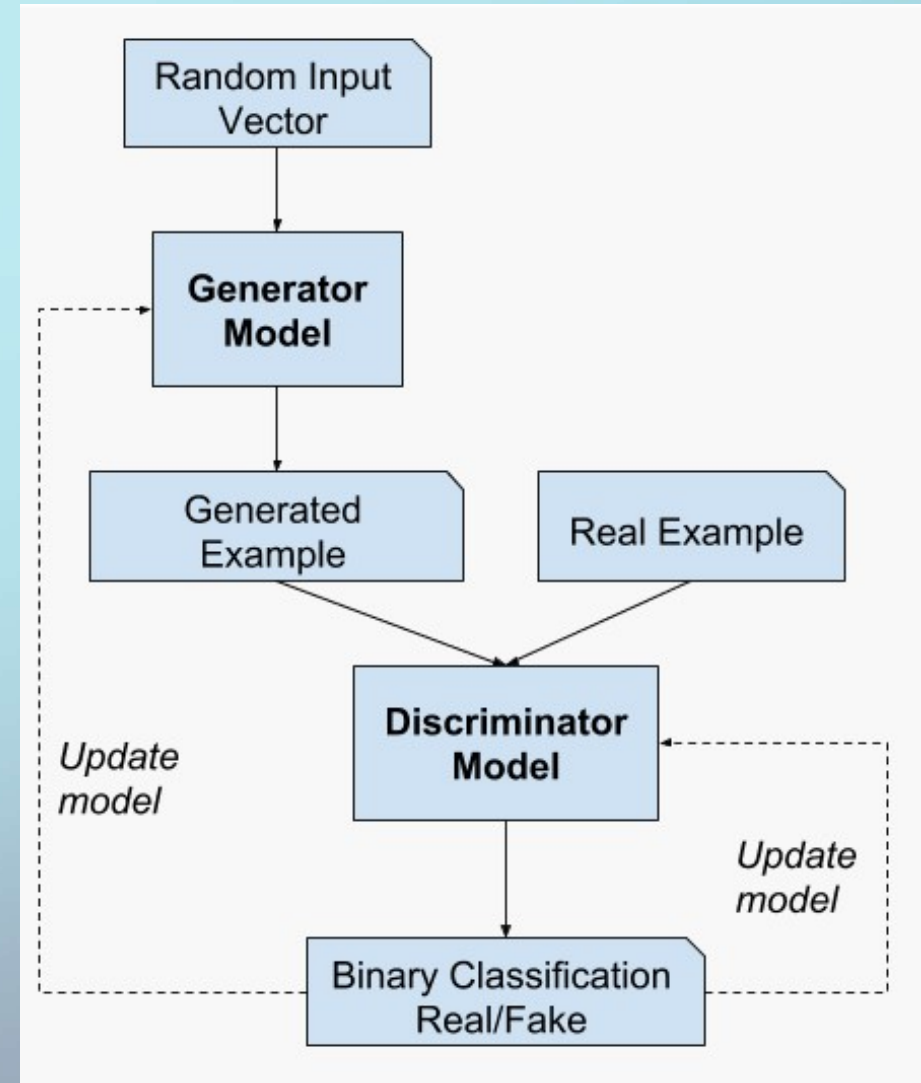 Random Input
Vector
Generator
Model
Generated
Example
Real Example
Discriminator
Model
Update
model
Update
model
Binary Classification
Real/Fake